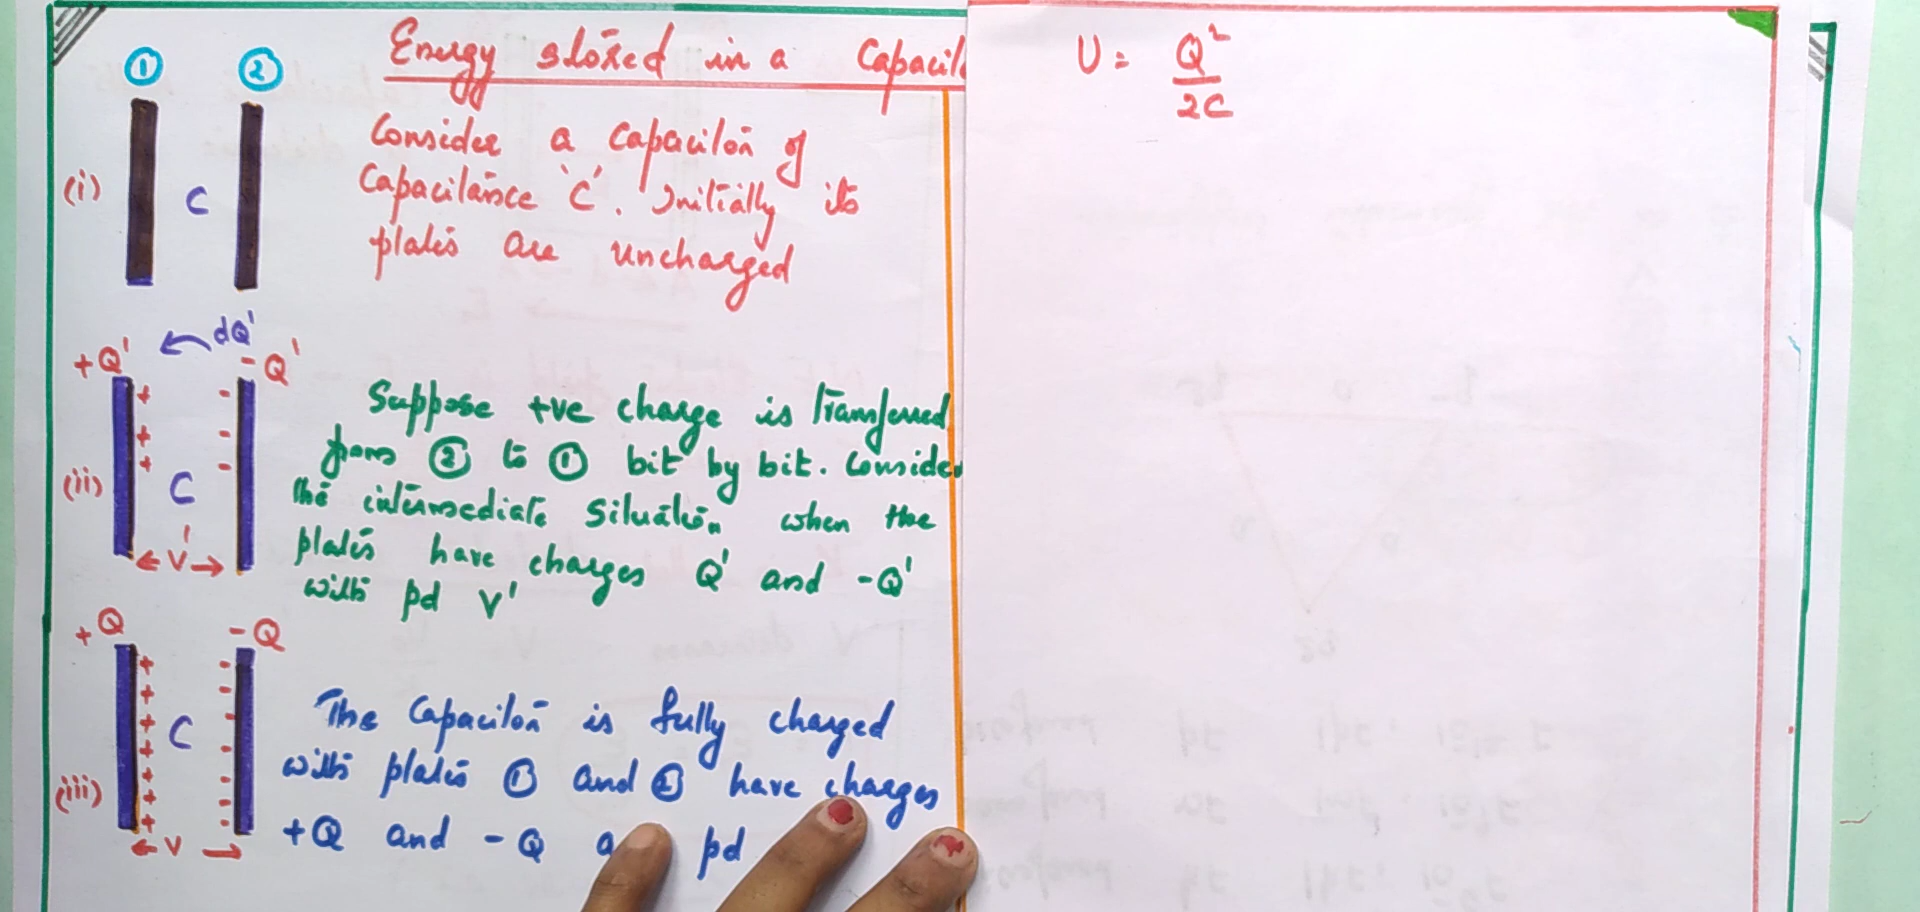 Energy stored in a Capacit
① ②
Consider a Capacitor of
Capacitance 'C'. Initially its
plates are uncharged
(i) C
dQ'
+Q' -Q'
Suppose +ve charge is transferred
from ② to ① bit by bit. Consider
the intermediate situation when the
plates have charges Q' and -Q'
with pd V'
(ii) C
V'
+Q -Q
The Capacitor is fully charged
with plates ① and ② have charges
+Q and -Q a pd
(iii) C
V
U = Q²
2C